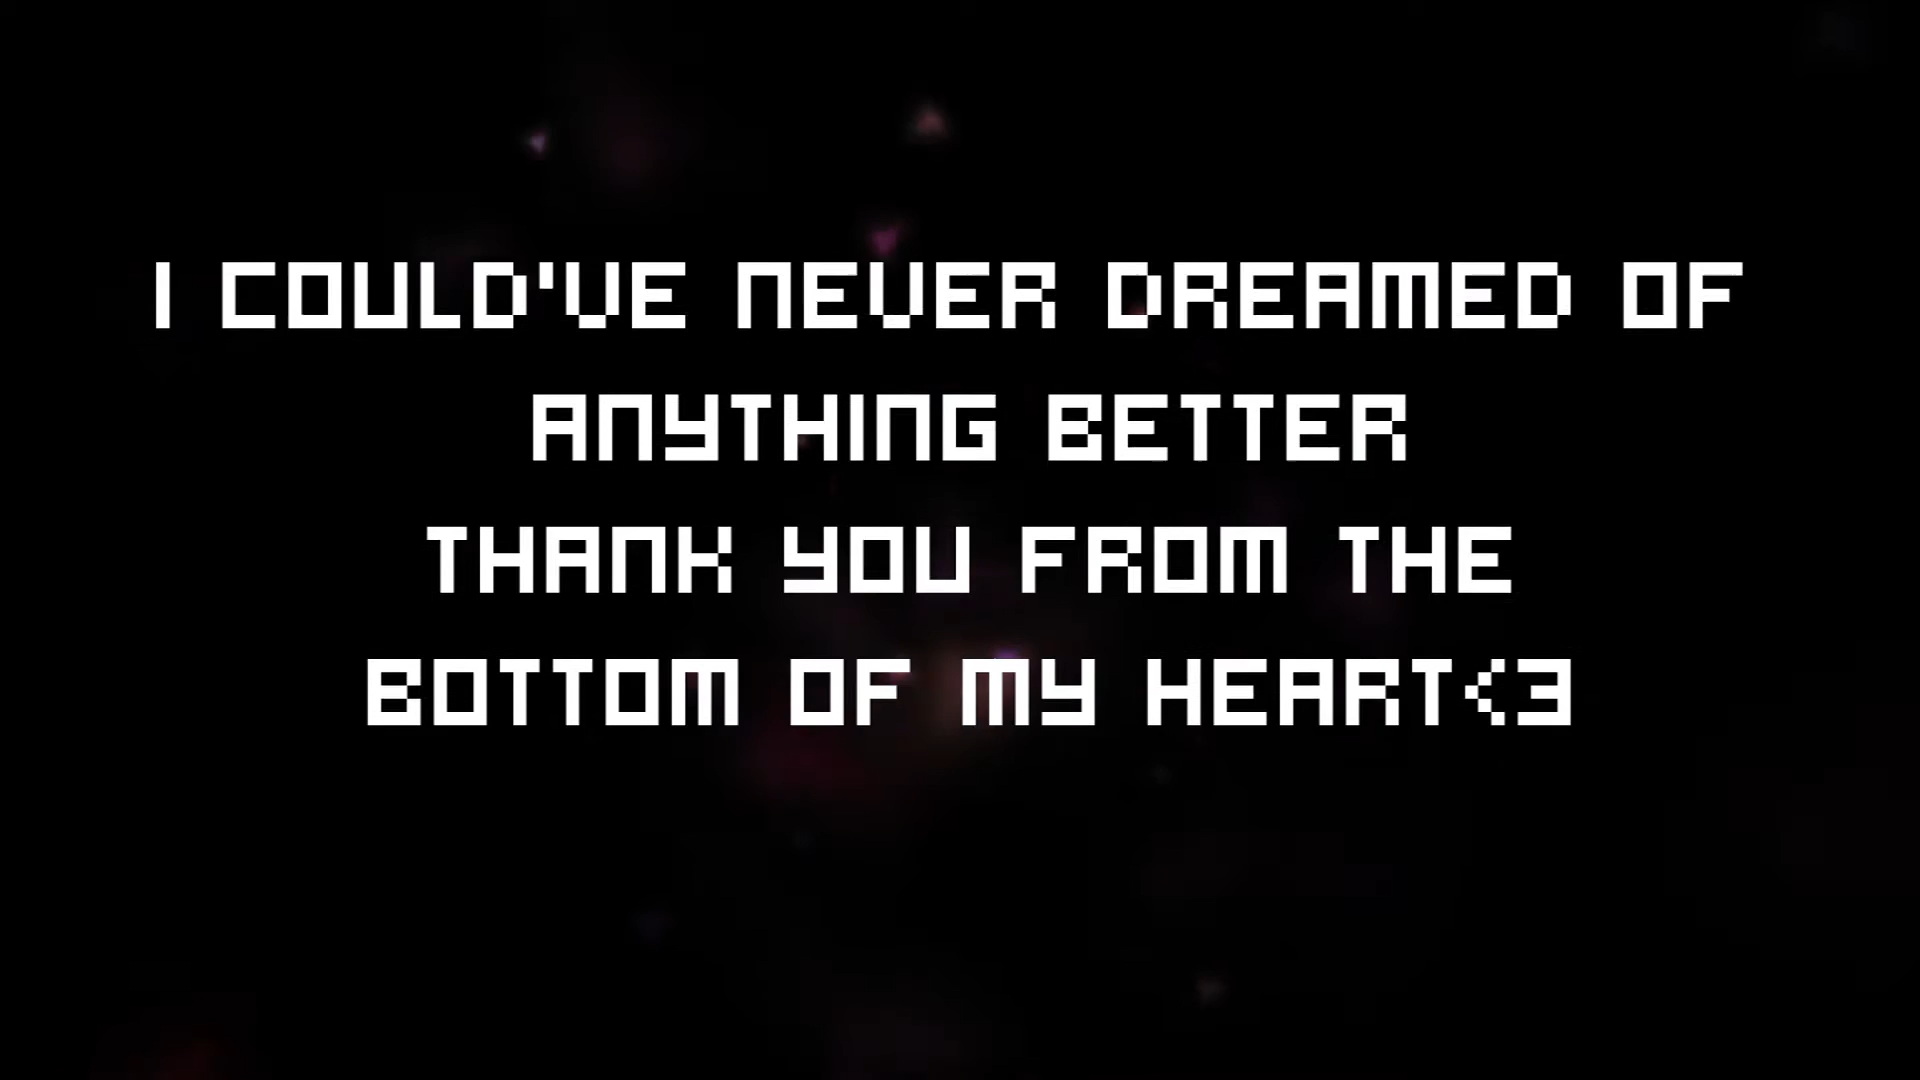 I COULD'VE NEVER DREAMED OF
ANYTHING BETTER
THANK YOU FROM THE
BOTTOM OF MY HEART<3